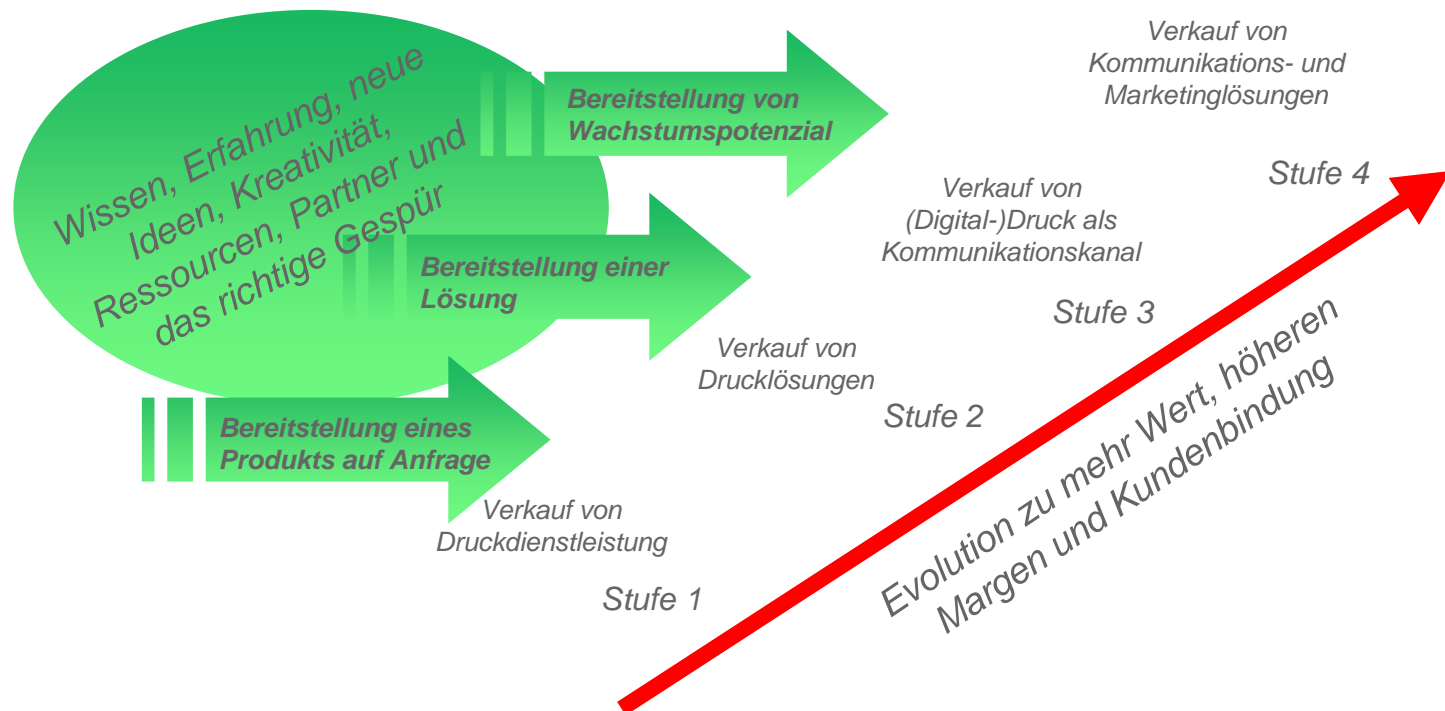 Wissen, Erfahrung, neue
Ideen, Kreativität,
Ressourcen, Partner und
das richtige Gespür
Bereitstellung von
Wachstumspotenzial
Verkauf von
Kommunikations- und
Marketinglösungen
Stufe 4
Bereitstellung einer
Lösung
Verkauf von
(Digital-)Druck als
Kommunikationskanal
Stufe 3
Verkauf von
Drucklösungen
Stufe 2
Bereitstellung eines
Produkts auf Anfrage
Verkauf von
Druckdienstleistung
Stufe 1
Evolution zu mehr Wert, höheren
Margen und Kundenbindung